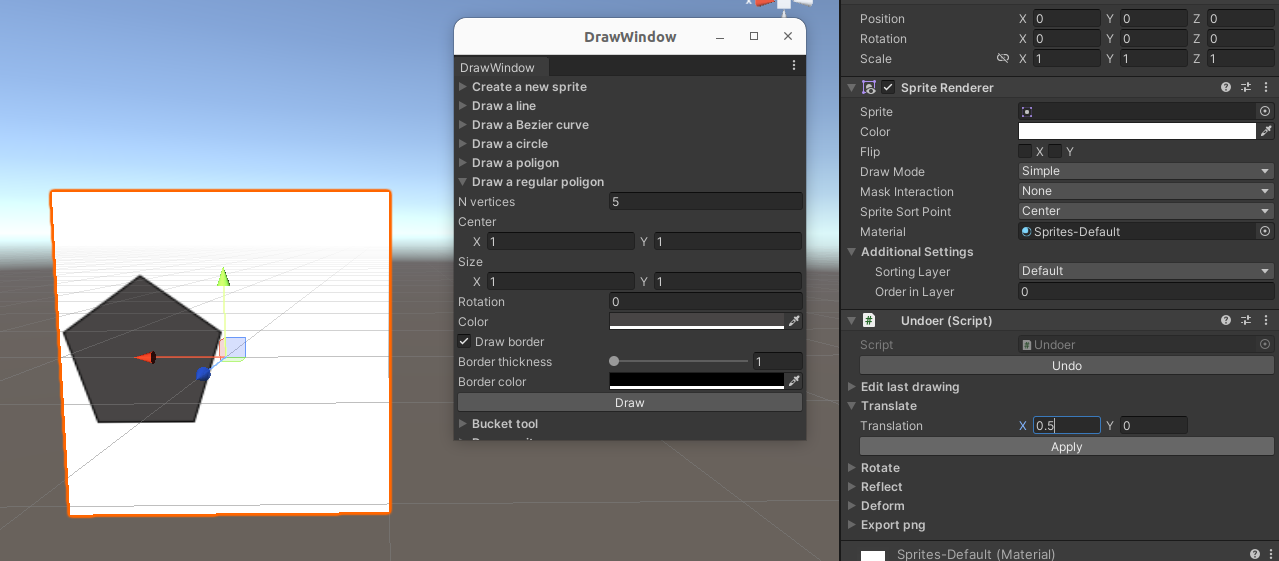 DrawWindow
DrawWindow
Create a new sprite
Draw a line
Draw a Bezier curve
Draw a circle
Draw a poligon
Draw a regular poligon
N vertices 5
Center
X 1 Y 1
Size
X 1 Y 1
Rotation 0
Color
Draw border
Border thickness 1
Border color
Draw
Bucket tool
Position X 0 Y 0 Z 0
Rotation X 0 Y 0 Z 0
Scale X 1 Y 1 Z 1
Sprite Renderer
Sprite
Color
Flip X Y
Draw Mode Simple
Mask Interaction None
Sprite Sort Point Center
Material Sprites-Default
Additional Settings
Sorting Layer Default
Order in Layer 0
# Undoer (Script)
Script # Undoer
Undo
Edit last drawing
Translate
Translation X 0.5 Y 0
Apply
Rotate
Reflect
Deform
Export png
Sprites-Default (Material)